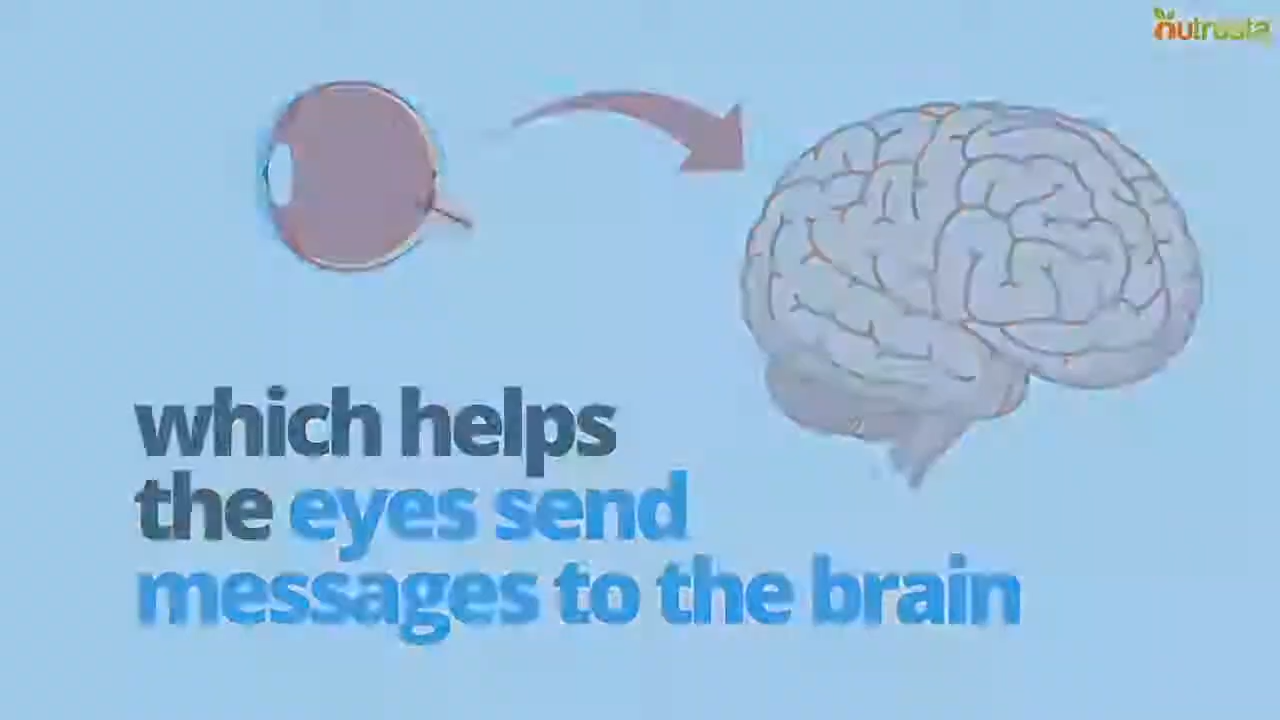 nutrusta
which helps
the eyes send
messages to the brain